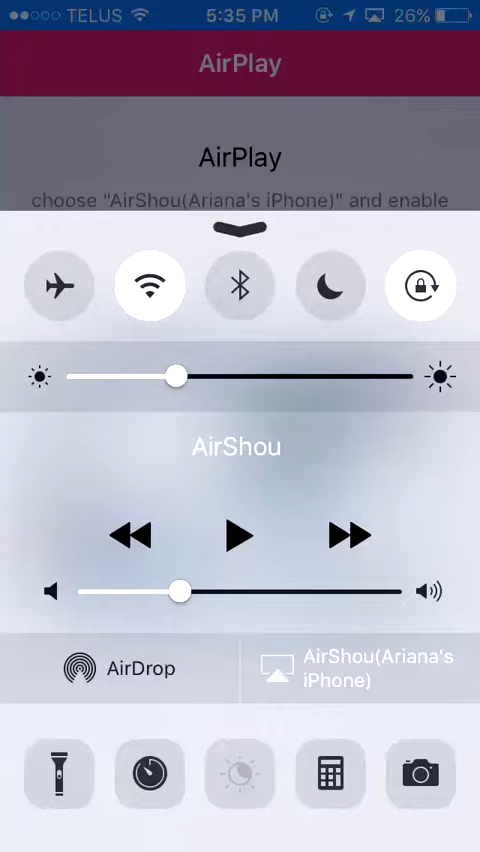 TELUS 5:35 PM 26%
AirPlay
AirPlay
choose "AirShou(Ariana's iPhone)" and enable
AirShou
AirDrop
AirShou(Ariana's
iPhone)